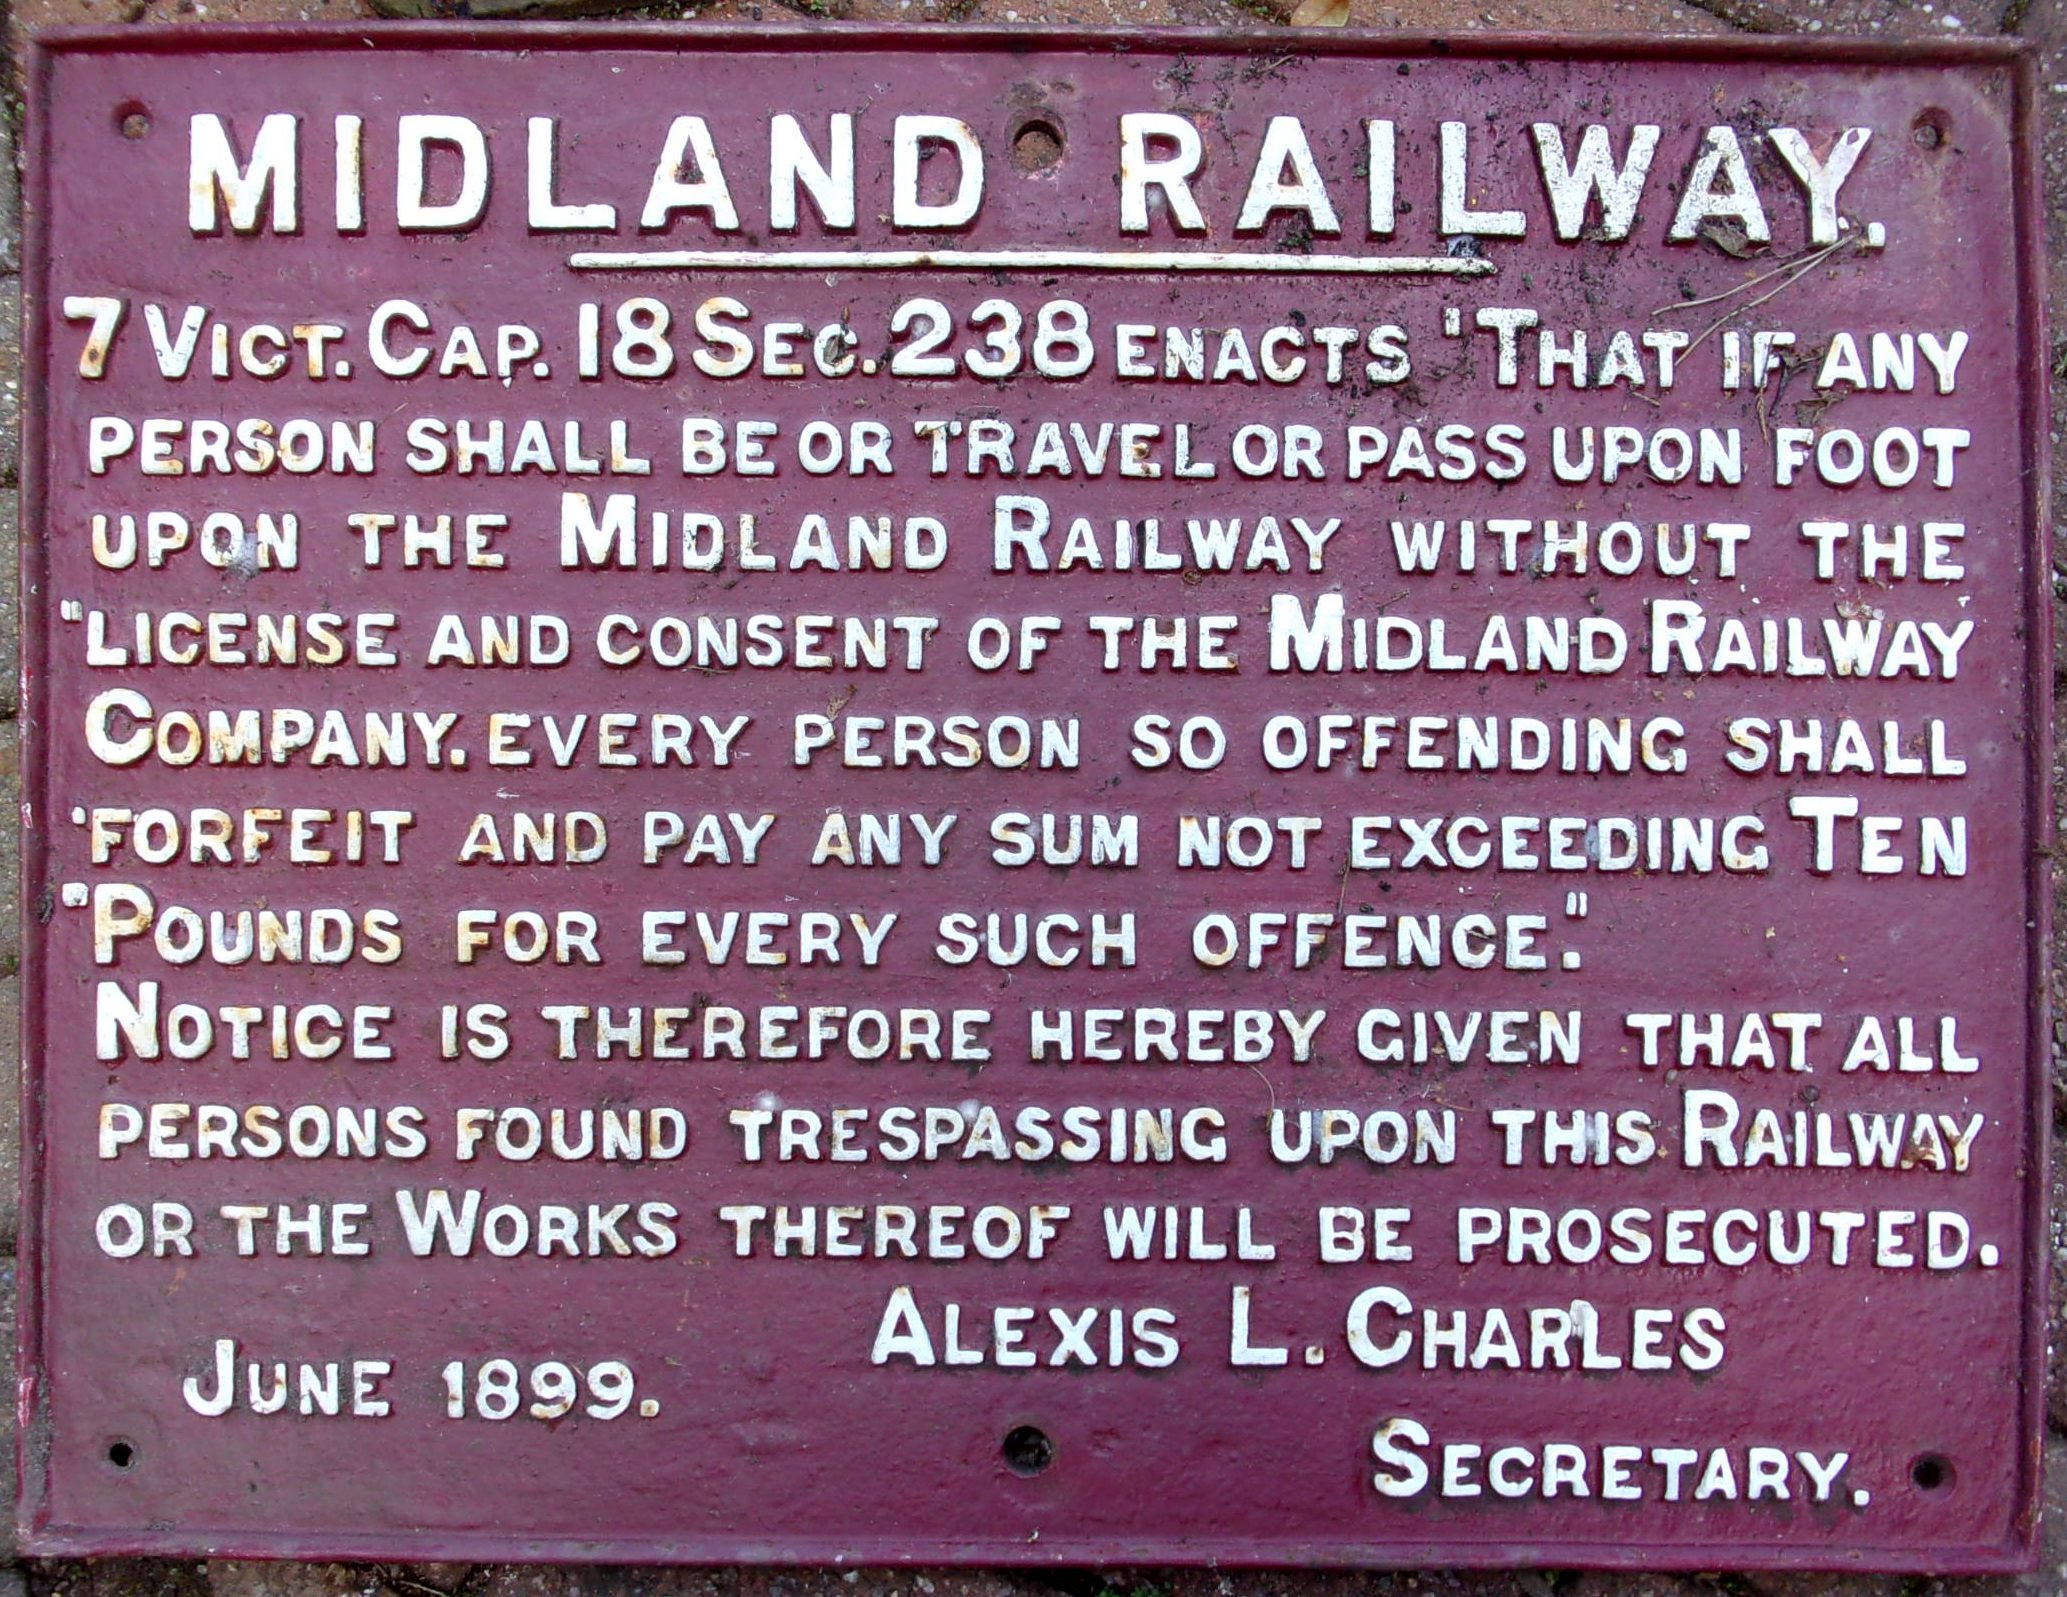 MIDLAND RAILWAY.
7 VICT. CAP. 18 SEC. 238 ENACTS "THAT IF ANY
PERSON SHALL BE OR TRAVEL OR PASS UPON FOOT
UPON THE MIDLAND RAILWAY WITHOUT THE
"LICENSE AND CONSENT OF THE MIDLAND RAILWAY
COMPANY. EVERY PERSON SO OFFENDING SHALL
'FORFEIT AND PAY ANY SUM NOT EXCEEDING TEN
"POUNDS FOR EVERY SUCH OFFENCE."
NOTICE IS THEREFORE HEREBY GIVEN THAT ALL
PERSONS FOUND TRESPASSING UPON THIS RAILWAY
OR THE WORKS THEREOF WILL BE PROSECUTED.
ALEXIS L. CHARLES
JUNE 1899.
SECRETARY.